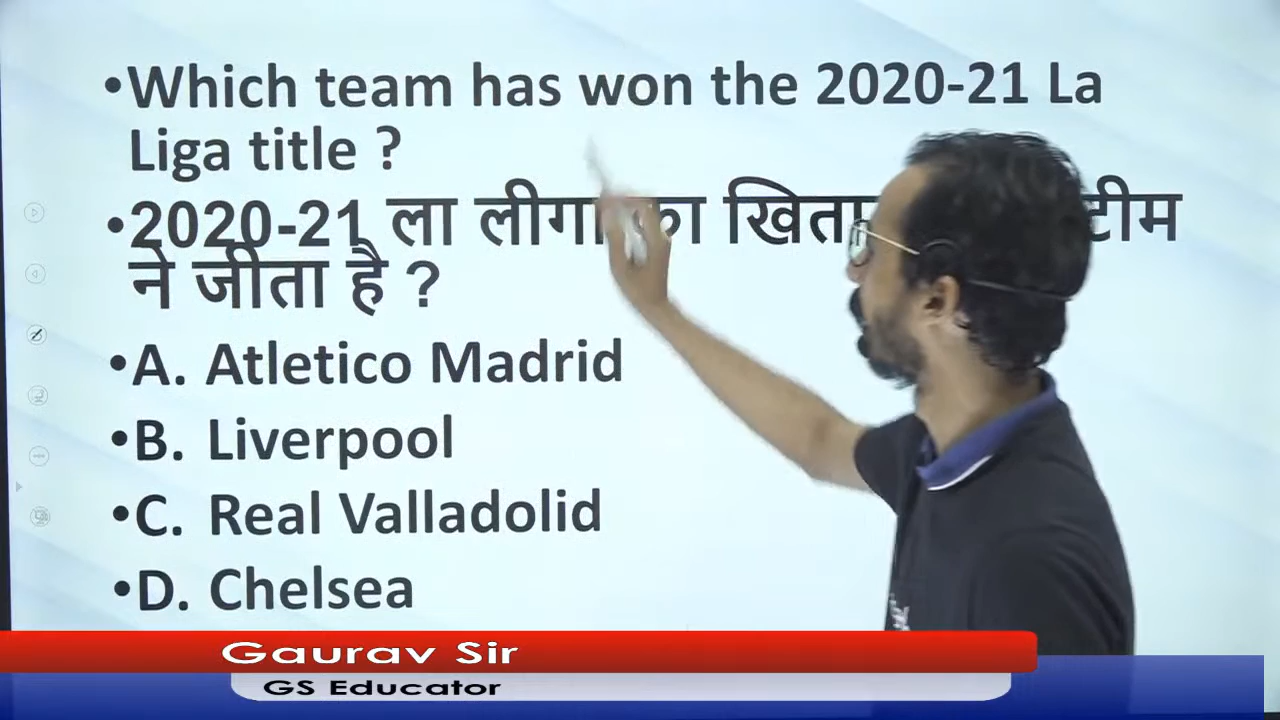 •Which team has won the 2020-21 La
Liga title ?
•2020-21 ला लीगा का टीम
ने जीता है ?
•A. Atletico Madrid
•B. Liverpool
•C. Real Valladolid
•D. Chelsea
Gaurav Sir
GS Educator